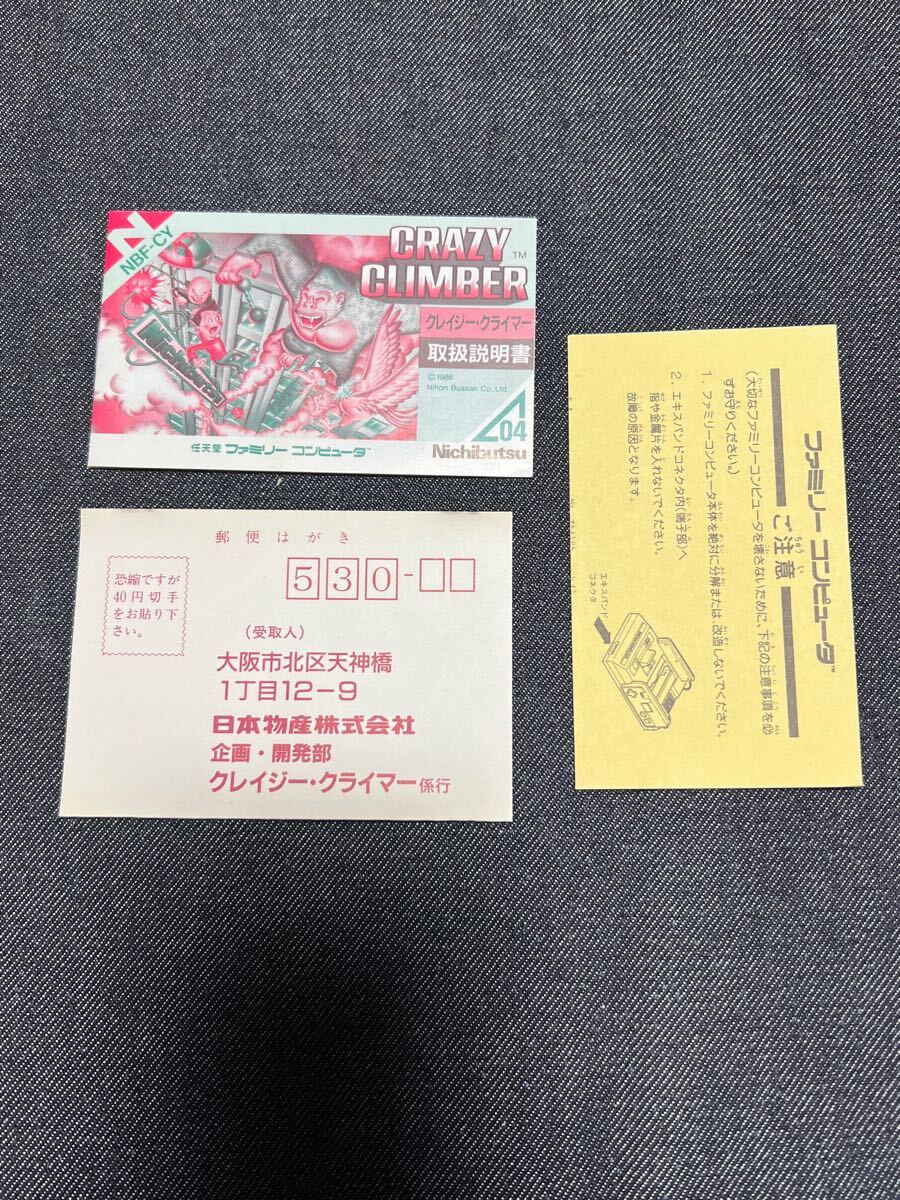 N
NBF-CY
CRAZY
CLIMBER™
クレイジー・クライマー
取扱説明書
©1986
Nihon Bussan Co., Ltd.
Nichibutsu
04
Nichibutsu
任天堂 ファミリーコンピュータ™
郵便はがき
恐縮ですが
40円切手
をお貼り下
さい。
530-
(受取人)
大阪市北区天神橋
1丁目12-9
日本物産株式会社
企画・開発部
クレイジー・クライマー係行
ファミリーコンピュータ™
ご注意
ちゅうい
(大切なファミリーコンピュータを壊さないために、下記の注意事項を必
ずお守りください。)
1. ファミリーコンピュータ本体を絶対に分解または、改造しないでください。
2. エキスパンドコネクタ内(端子部)へ
指や金属片を入れないでください。
故障の原因となります。
エキスパンド
コネクタ